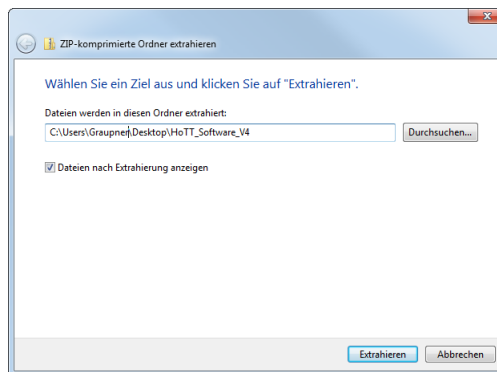 ZIP-komprimierte Ordner extrahieren
Wählen Sie ein Ziel aus und klicken Sie auf "Extrahieren".
Dateien werden in diesen Ordner extrahiert:
C:\Users\Graupner\Desktop\HoTT_Software_V4
Durchsuchen...
Dateien nach Extrahierung anzeigen
Extrahieren
Abbrechen